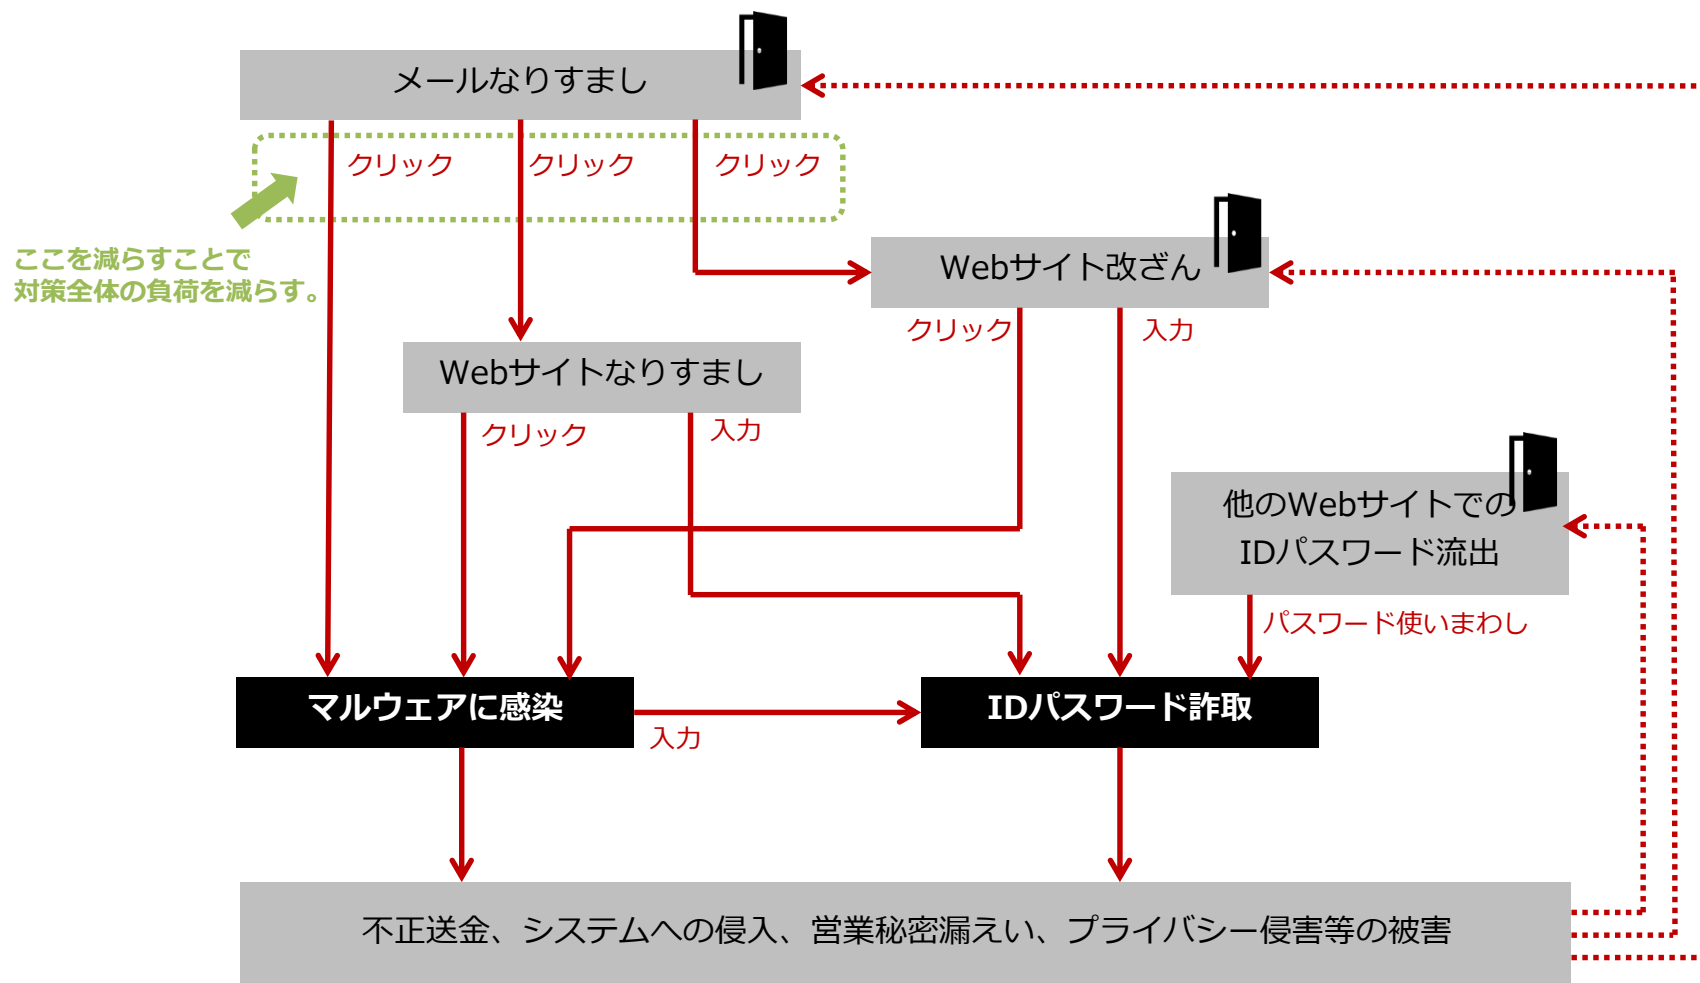 メールなりすまし
クリック
クリック
クリック
ここを減らすことで
対策全体の負荷を減らす。
Webサイト改ざん
クリック
入力
Webサイトなりすまし
クリック
入力
他のWebサイトでの
IDパスワード流出
パスワード使いまわし
マルウェアに感染
入力
IDパスワード詐取
不正送金、システムへの侵入、営業秘密漏えい、プライバシー侵害等の被害